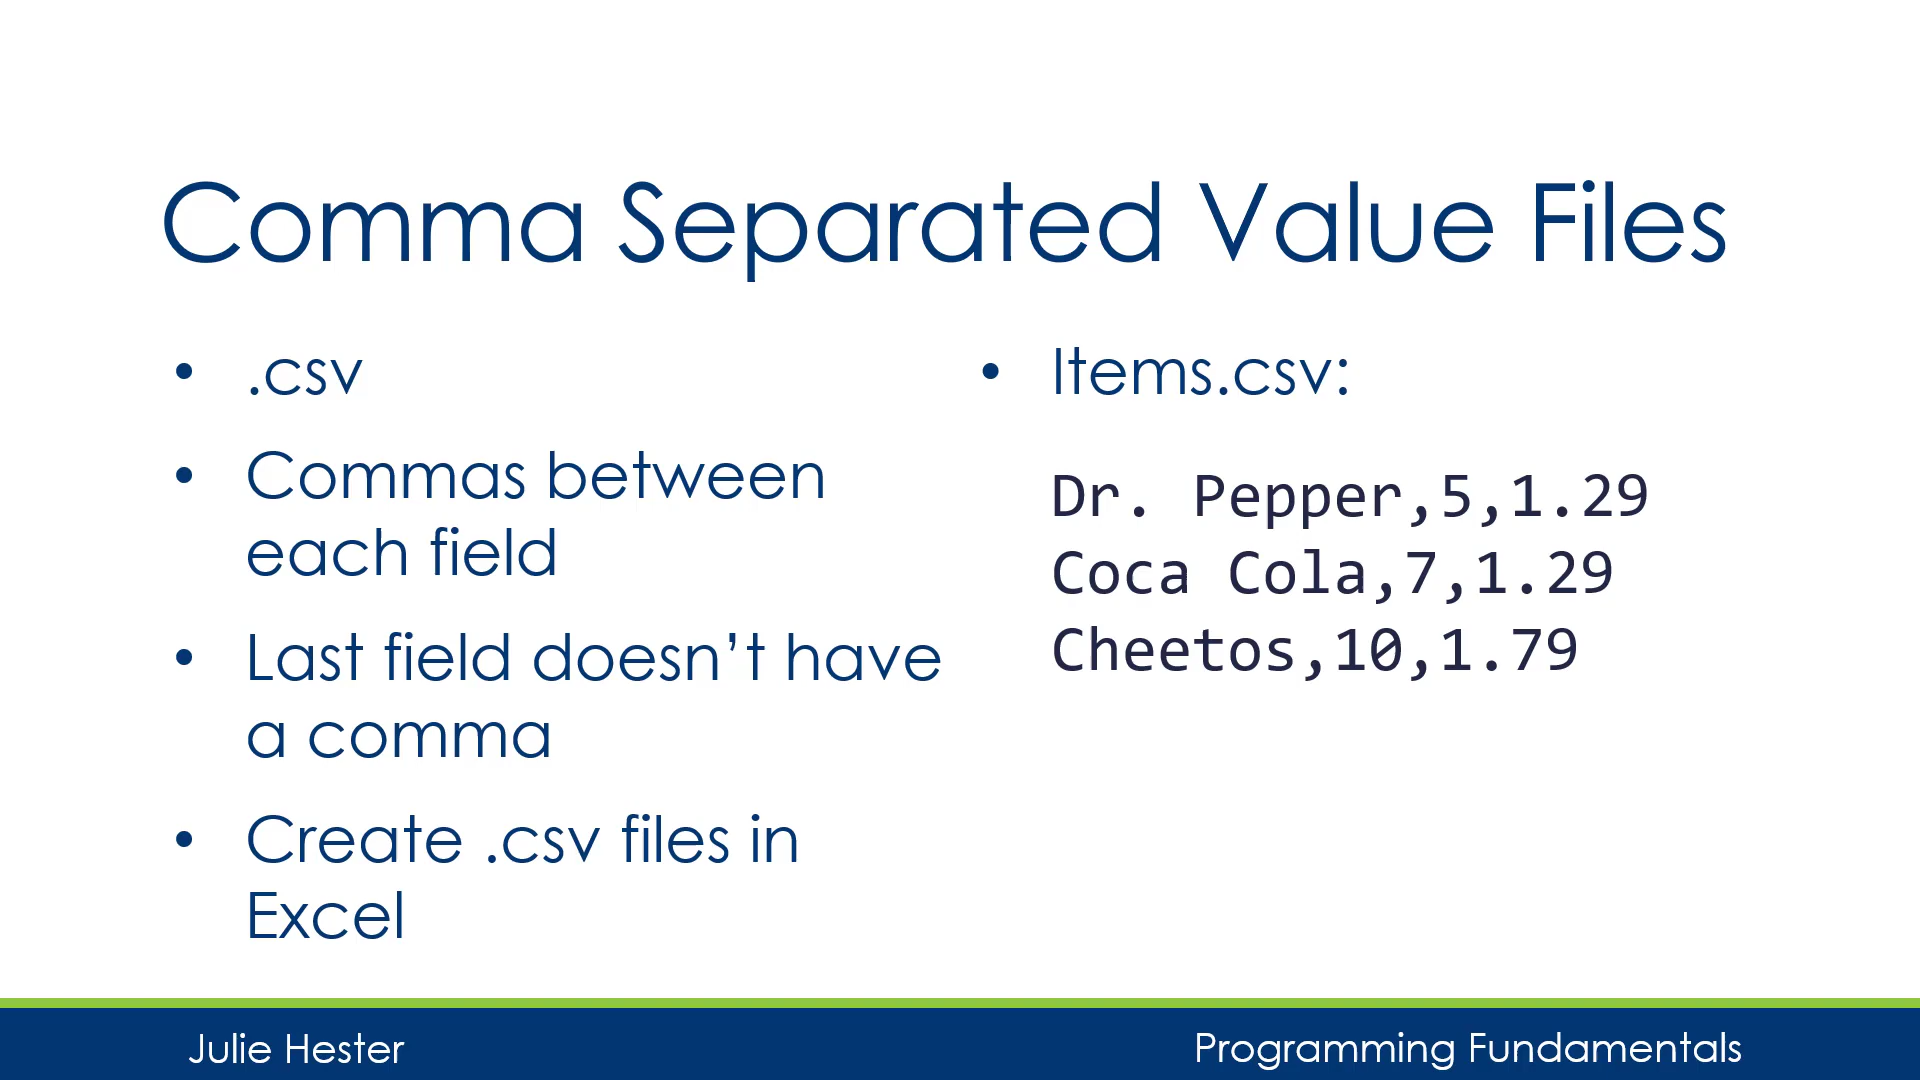 Comma Separated Value Files
• .csv
• Commas between
each field
• Last field doesn’t have
a comma
• Create .csv files in
Excel
• Items.csv:
Dr. Pepper,5,1.29
Coca Cola,7,1.29
Cheetos,10,1.79
Julie Hester
Programming Fundamentals